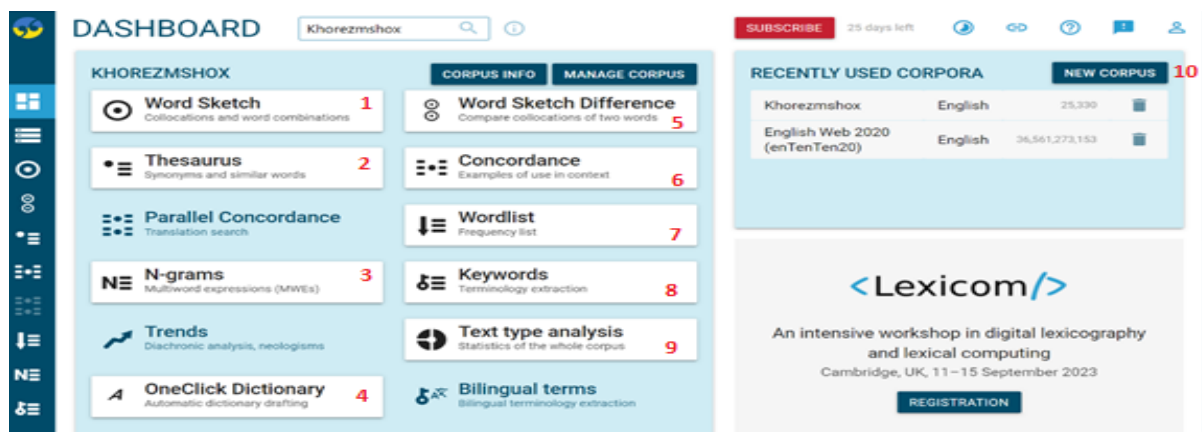 DASHBOARD
Khorezmshox
SUBSCRIBE 25 days left
KHOREZMSHOX
CORPUS INFO MANAGE CORPUS
Word Sketch 1
Collocations and word combinations
Word Sketch Difference
Compare collocations of two words 5
Thesaurus 2
Synonyms and similar words
Concordance
Examples of use in context 6
Parallel Concordance
Translation search
Wordlist
Frequency list 7
N-grams 3
Multiword expressions (MWEs)
Keywords
Terminology extraction 8
Trends
Diachronic analysis, neologisms
Text type analysis
Statistics of the whole corpus 9
OneClick Dictionary
Automatic dictionary drafting 4
Bilingual terms
Bilingual terminology extraction
RECENTLY USED CORPORA NEW CORPUS 10
Khorezmshox English 25,330
English Web 2020
(enTenTen20) English 36,561,273,153
<Lexicom/>
An intensive workshop in digital lexicography
and lexical computing
Cambridge, UK, 11–15 September 2023
REGISTRATION